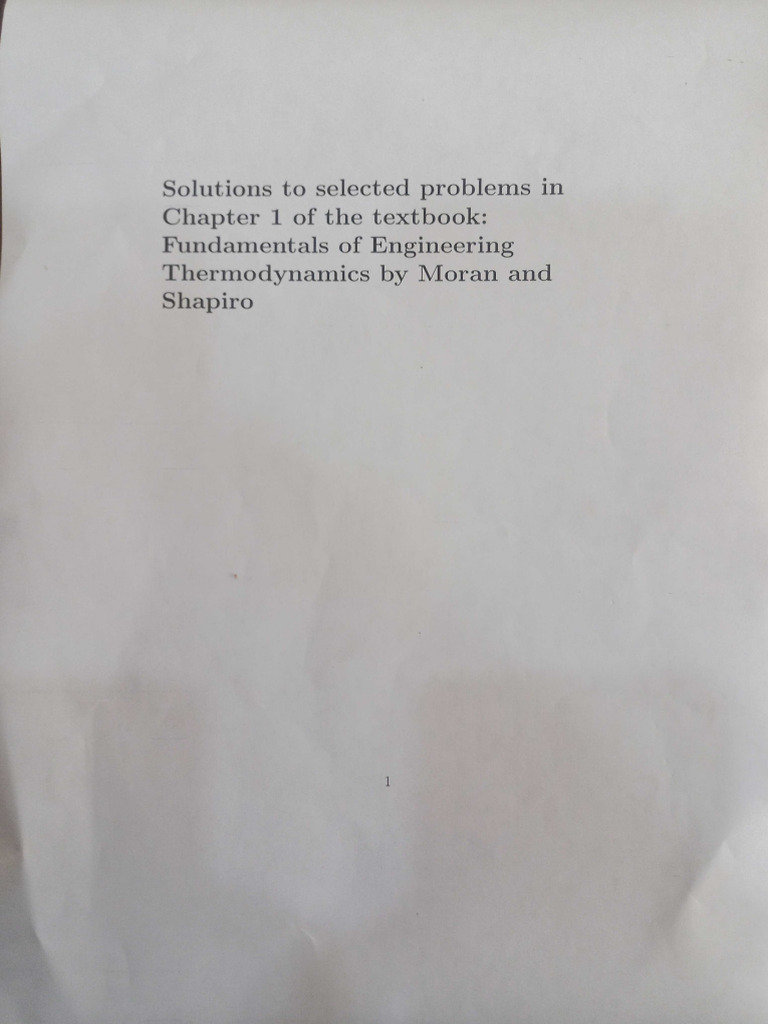 Solutions to selected problems in
Chapter 1 of the textbook:
Fundamentals of Engineering
Thermodynamics by Moran and
Shapiro
1